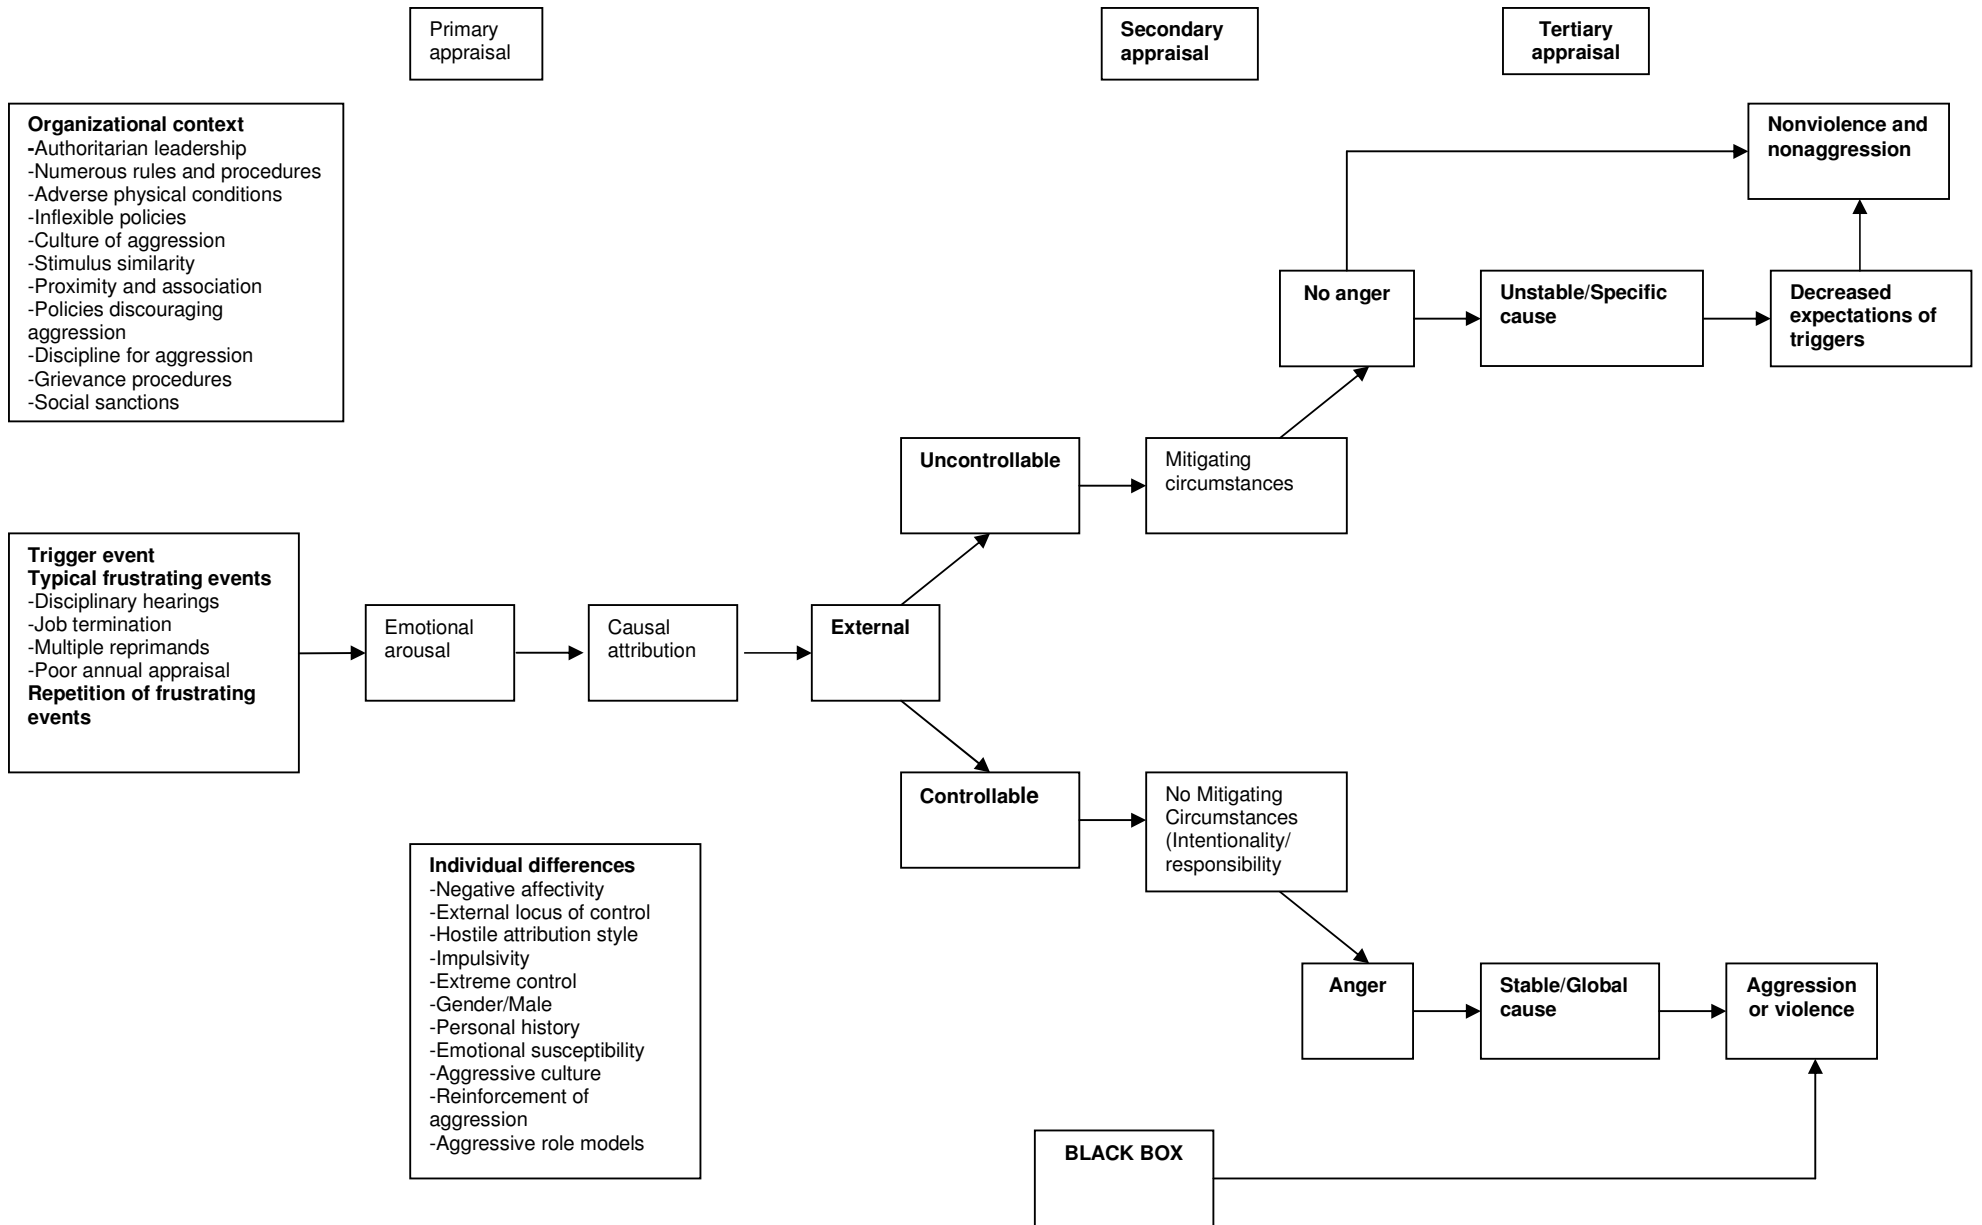 Primary
appraisal
Secondary
appraisal
Tertiary
appraisal
Organizational context
-Authoritarian leadership
-Numerous rules and procedures
-Adverse physical conditions
-Inflexible policies
-Culture of aggression
-Stimulus similarity
-Proximity and association
-Policies discouraging
aggression
-Discipline for aggression
-Grievance procedures
-Social sanctions
Nonviolence and
nonaggression
No anger
Unstable/Specific
cause
Decreased
expectations of
triggers
Uncontrollable
Mitigating
circumstances
Trigger event
Typical frustrating events
-Disciplinary hearings
-Job termination
-Multiple reprimands
-Poor annual appraisal
Repetition of frustrating
events
Emotional
arousal
Causal
attribution
External
Controllable
No Mitigating
Circumstances
(Intentionality/
responsibility
Individual differences
-Negative affectivity
-External locus of control
-Hostile attribution style
-Impulsivity
-Extreme control
-Gender/Male
-Personal history
-Emotional susceptibility
-Aggressive culture
-Reinforcement of
aggression
-Aggressive role models
Anger
Stable/Global
cause
Aggression
or violence
BLACK BOX